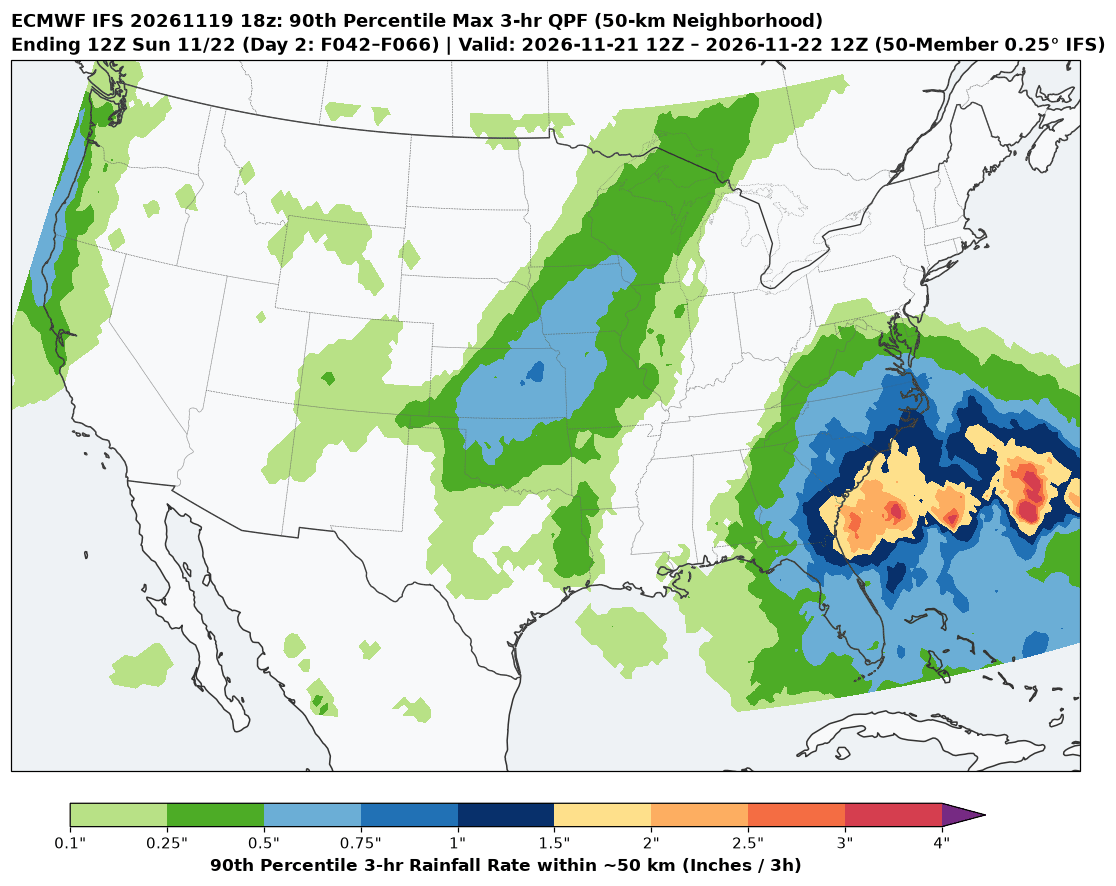 ECMWF IFS 20261119 18z: 90th Percentile Max 3-hr QPF (50-km Neighborhood)
Ending 12Z Sun 11/22 (Day 2: F042–F066) | Valid: 2026-11-21 12Z – 2026-11-22 12Z (50-Member 0.25° IFS)
0.1" 0.25" 0.5" 0.75" 1" 1.5" 2" 2.5" 3" 4"
90th Percentile 3-hr Rainfall Rate within ~50 km (Inches / 3h)